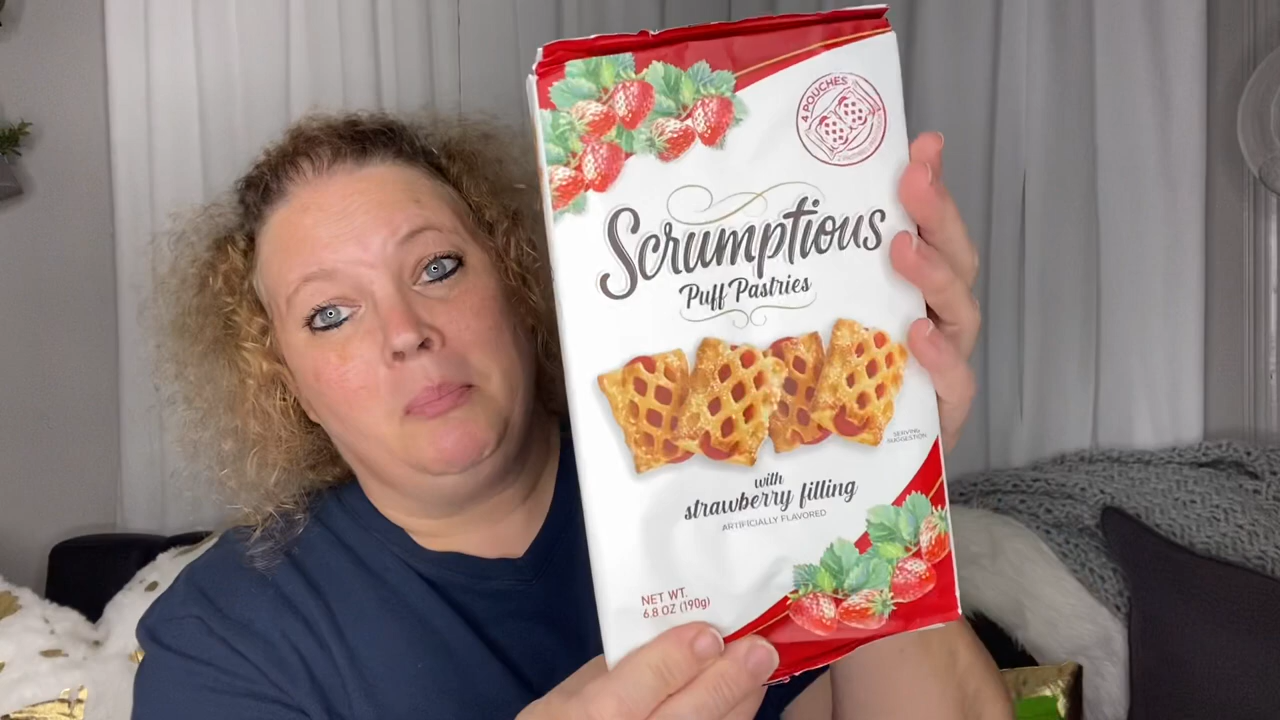 4 POUCHES
Scrumptious
Puff Pastries
SERVING
SUGGESTION
with
strawberry filling
ARTIFICIALLY FLAVORED
NET WT.
6.8 OZ (190g)